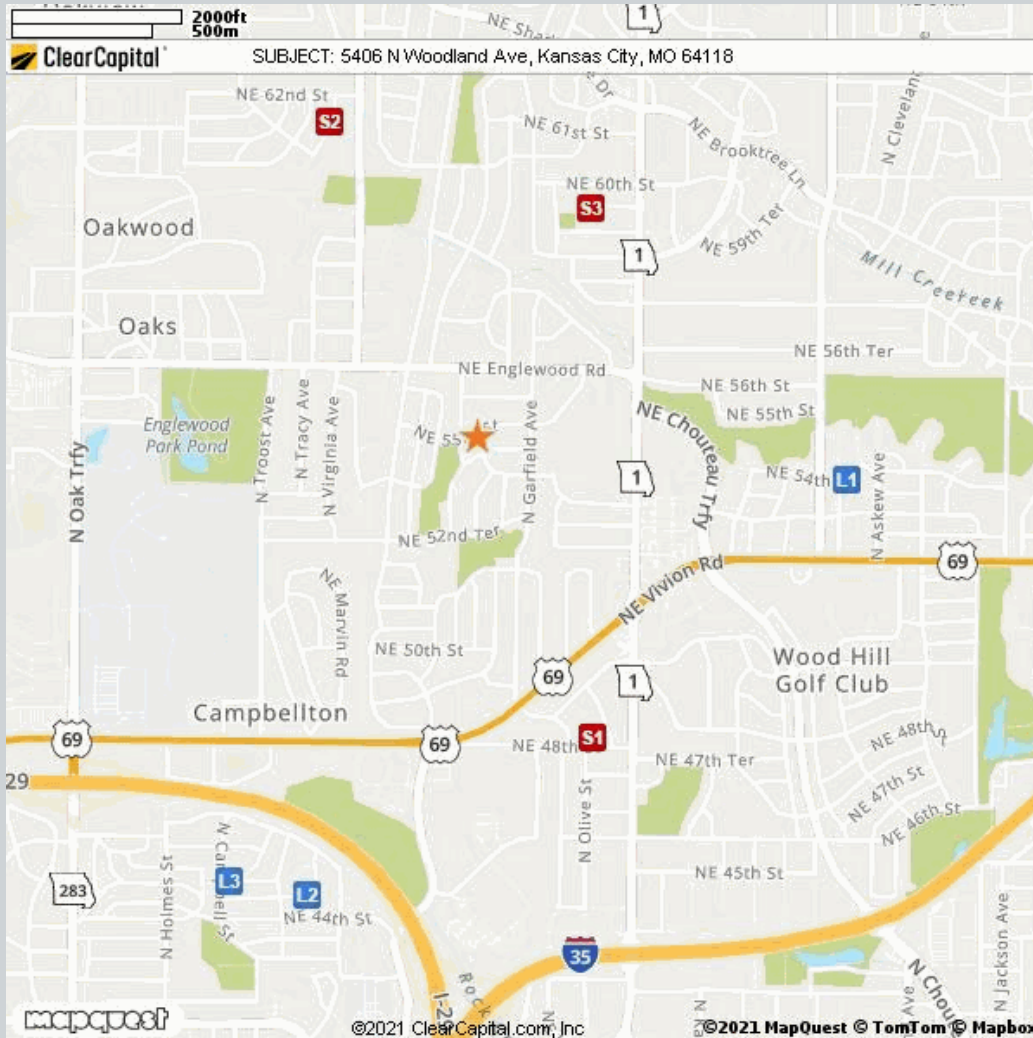 2000ft
500m
1
ClearCapital
SUBJECT: 5406 N Woodland Ave, Kansas City, MO 64118
NE 62nd St
S2
NE 61st St
NE Brooktree Ln
N Cleveland
NE 60th St
S3
Oakwood
NE 59th Ter
1
Mill Creeteek
Oaks
NE 56th Ter
NE Englewood Rd
NE 56th St
NE 55th St
Englewood
Park Pond
N Troost Ave
N Tracy Ave
N Virginia Ave
N Garfield Ave
NE Chouteau Trfy
N Oak Trfy
1
NE 54th
L1
N Askew Ave
NE 52nd Ter
69
NE Vivion Rd
NE Marvin Rd
NE 50th St
69
1
Wood Hill
Golf Club
Campbellton
69
69
NE 48th
S1
NE 47th Ter
NE 48th
29
NE 47th St
NE 46th St
N Olive St
283
N Holmes St
N Campbell St
L3
L2
NE 44th St
NE 45th St
35
N Jackson Ave
I-29
Rock
N Chou
Ave
mapquest
©2021 ClearCapital.com, Inc
©2021 MapQuest © TomTom © Mapbox